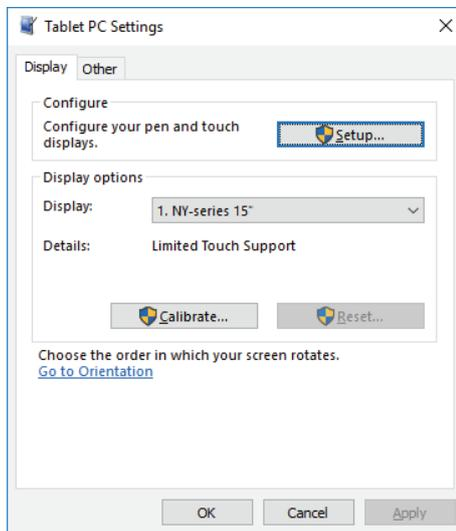 Tablet PC Settings
Display
Other
Configure
Configure your pen and touch
displays.
Setup...
Display options
Display:
1. NY-series 15"
Details:
Limited Touch Support
Calibrate...
Reset...
Choose the order in which your screen rotates.
Go to Orientation
OK
Cancel
Apply